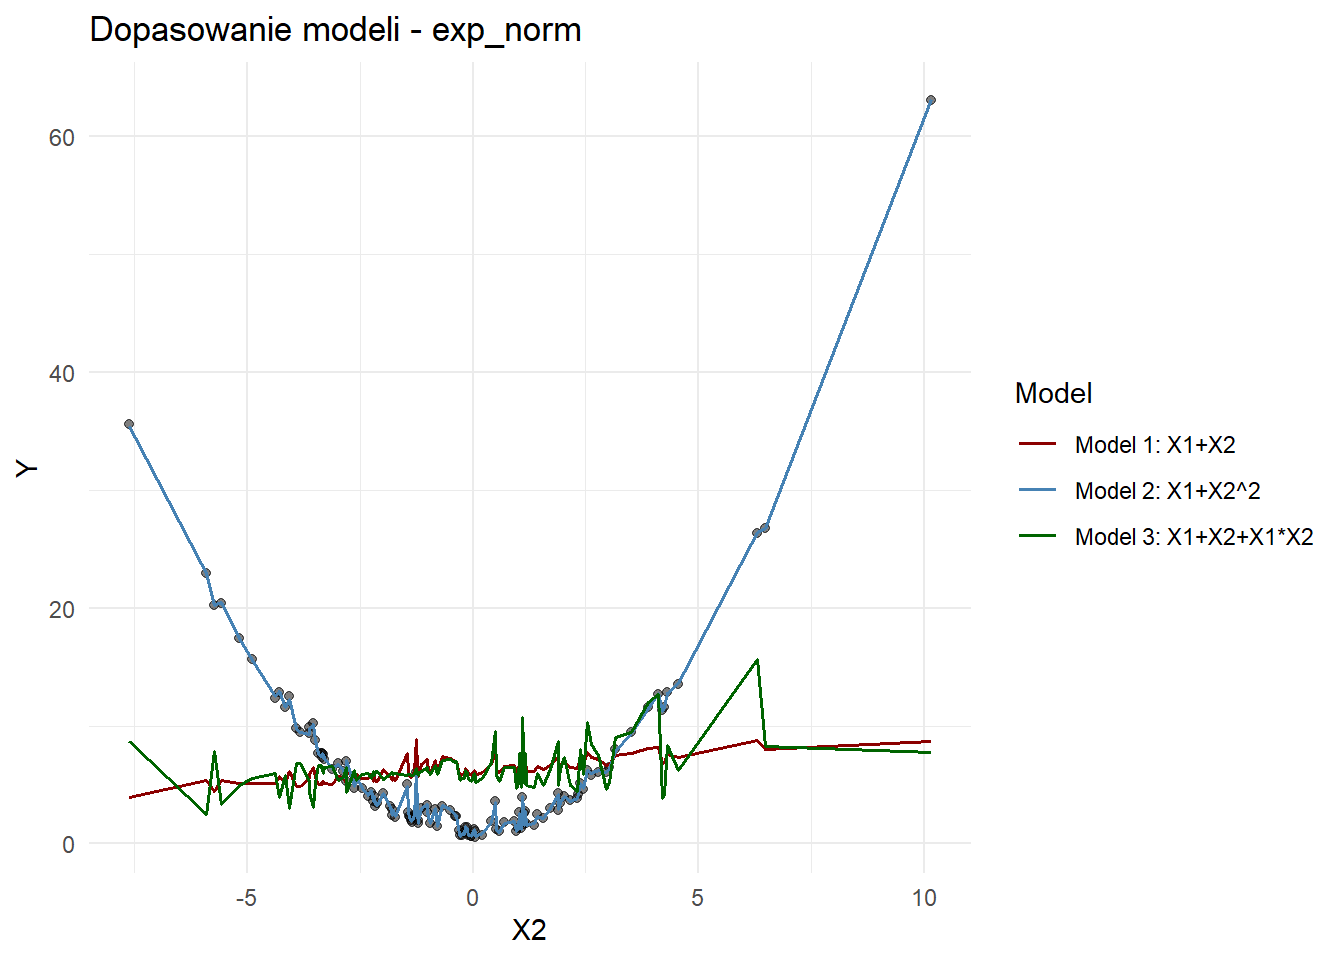 Dopasowanie modeli - exp_norm
60
40
20
0
Y
-5
0
5
10
X2
Model
Model 1: X1+X2
Model 2: X1+X2^2
Model 3: X1+X2+X1*X2